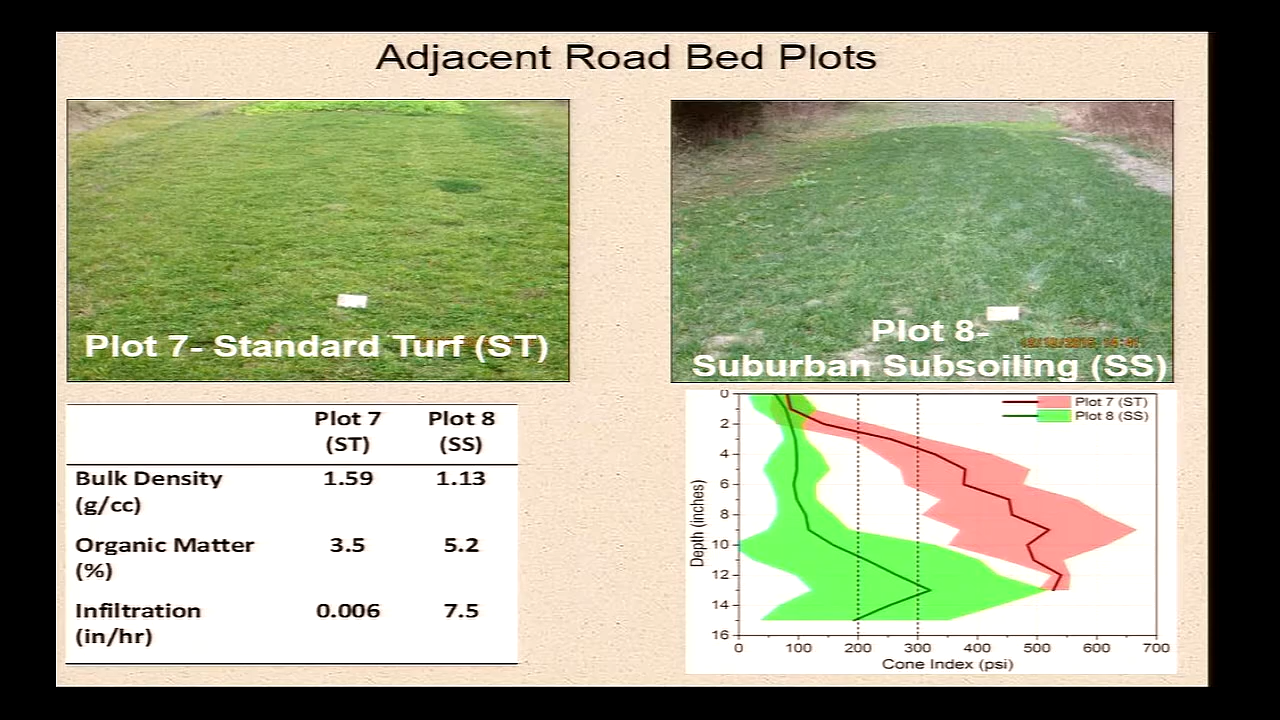 Adjacent Road Bed Plots
Plot 7- Standard Turf (ST)
Plot 8-
Suburban Subsoiling (SS)
Plot 7 Plot 8
(ST) (SS)
Bulk Density 1.59 1.13
(g/cc)
Organic Matter 3.5 5.2
(%)
Infiltration 0.006 7.5
(in/hr)
Plot 7 (ST)
Plot 8 (SS)
Depth (inches)
0
2
4
6
8
10
12
14
16
0 100 200 300 400 500 600 700
Cone Index (psi)